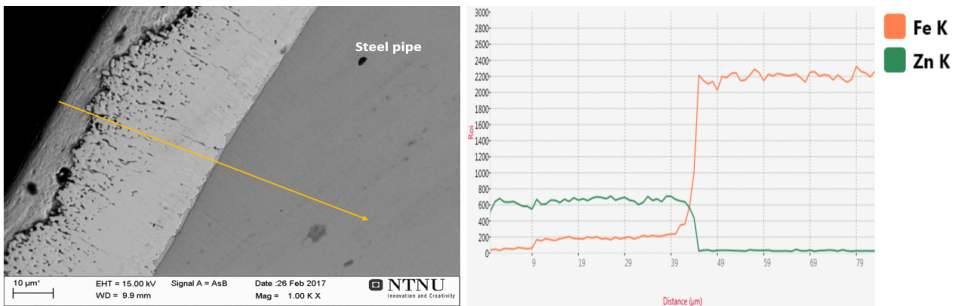 Steel pipe
10 µm*
EHT = 15.00 kV
Signal A = AsB
Date :26 Feb 2017
WD = 9.9 mm
Mag = 1.00 K X
NTNU
Innovation and Creativity
3000
2800
2600
2400
2200
2000
1800
1600
1400
1200
1000
800
600
400
200
0
9
19
29
39
49
59
69
79
Distance (µm)
Fe K
Zn K